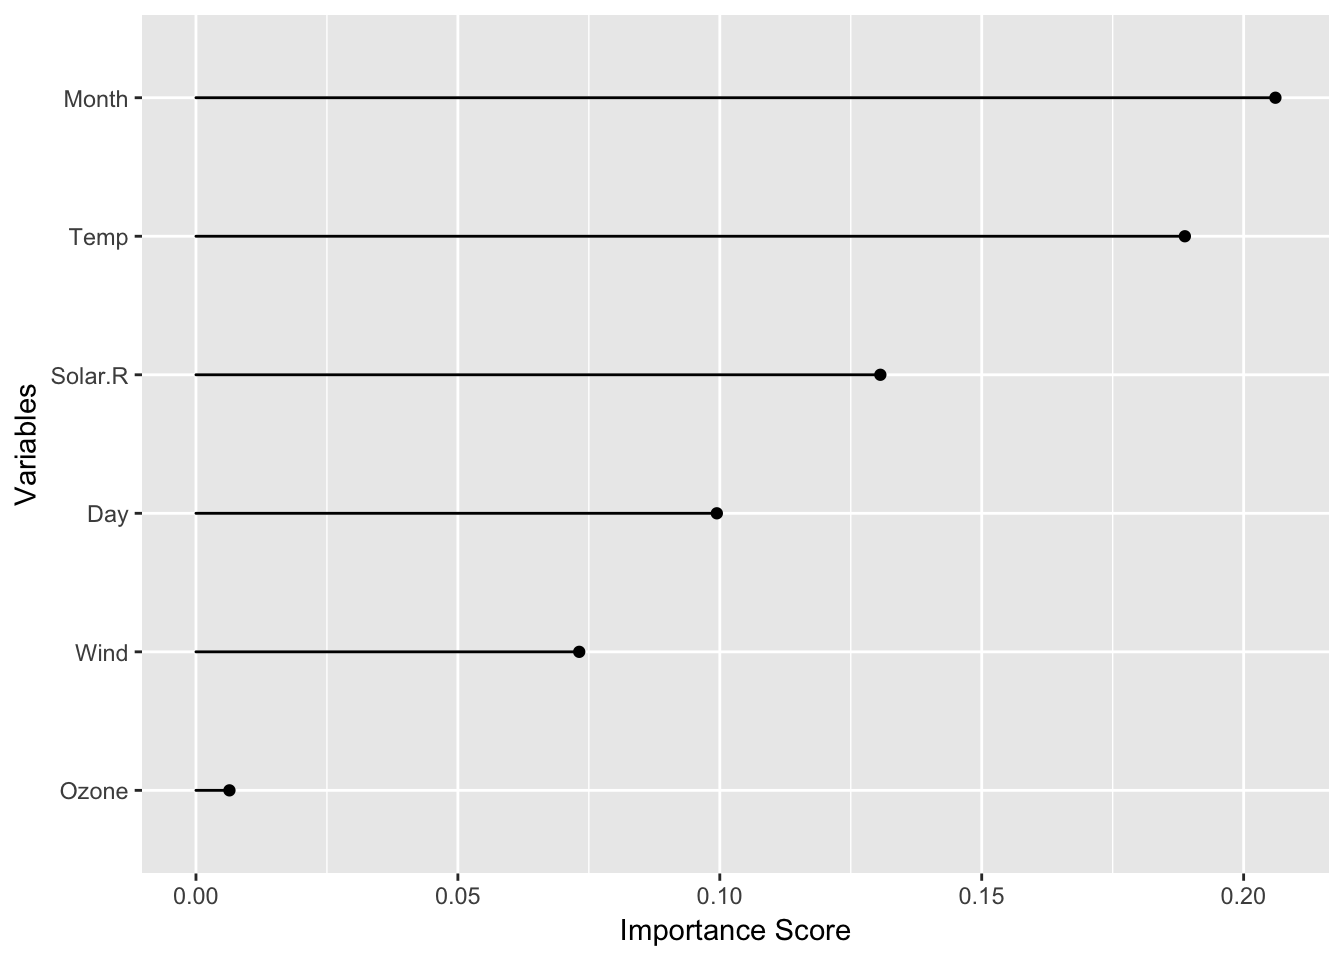 Month
Temp
Solar.R
Day
Wind
Ozone
Variables
0.00 0.05 0.10 0.15 0.20
Importance Score